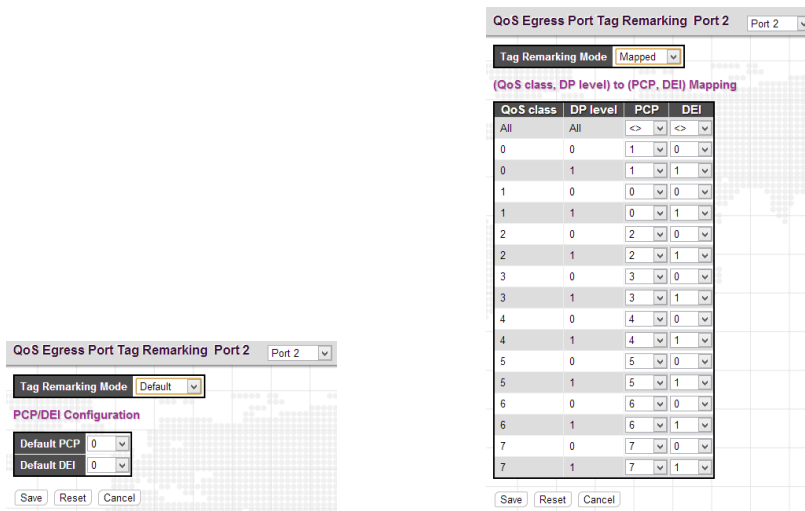 QoS Egress Port Tag Remarking Port 2 Port 2
Tag Remarking Mode Default
PCP/DEI Configuration
Default PCP 0
Default DEI 0
Save Reset Cancel
QoS Egress Port Tag Remarking Port 2 Port 2
Tag Remarking Mode Mapped
(QoS class, DP level) to (PCP, DEI) Mapping
QoS class DP level PCP DEI
All All <> <>
0 0 1 0
0 1 1 1
1 0 0 0
1 1 0 1
2 0 2 0
2 1 2 1
3 0 3 0
3 1 3 1
4 0 4 0
4 1 4 1
5 0 5 0
5 1 5 1
6 0 6 0
6 1 6 1
7 0 7 0
7 1 7 1
Save Reset Cancel